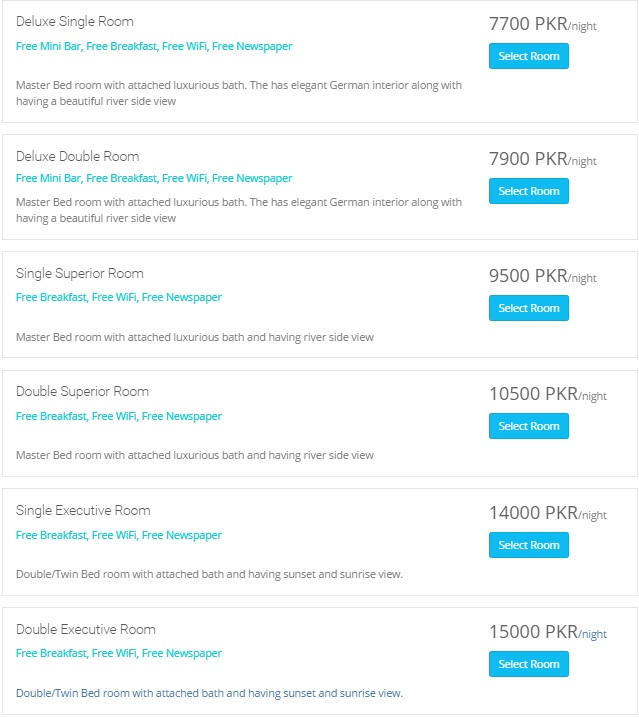 Deluxe Single Room
7700 PKR/night
Free Mini Bar, Free Breakfast, Free WiFi, Free Newspaper
Select Room
Master Bed room with attached luxurious bath. The has elegant German interior along with
having a beautiful river side view
Deluxe Double Room
7900 PKR/night
Free Mini Bar, Free Breakfast, Free WiFi, Free Newspaper
Select Room
Master Bed room with attached luxurious bath. The has elegant German interior along with
having a beautiful river side view
Single Superior Room
9500 PKR/night
Free Breakfast, Free WiFi, Free Newspaper
Select Room
Master Bed room with attached luxurious bath and having river side view
Double Superior Room
10500 PKR/night
Free Breakfast, Free WiFi, Free Newspaper
Select Room
Master Bed room with attached luxurious bath and having river side view
Single Executive Room
14000 PKR/night
Free Breakfast, Free WiFi, Free Newspaper
Select Room
Double/Twin Bed room with attached bath and having sunset and sunrise view.
Double Executive Room
15000 PKR/night
Free Breakfast, Free WiFi, Free Newspaper
Select Room
Double/Twin Bed room with attached bath and having sunset and sunrise view.